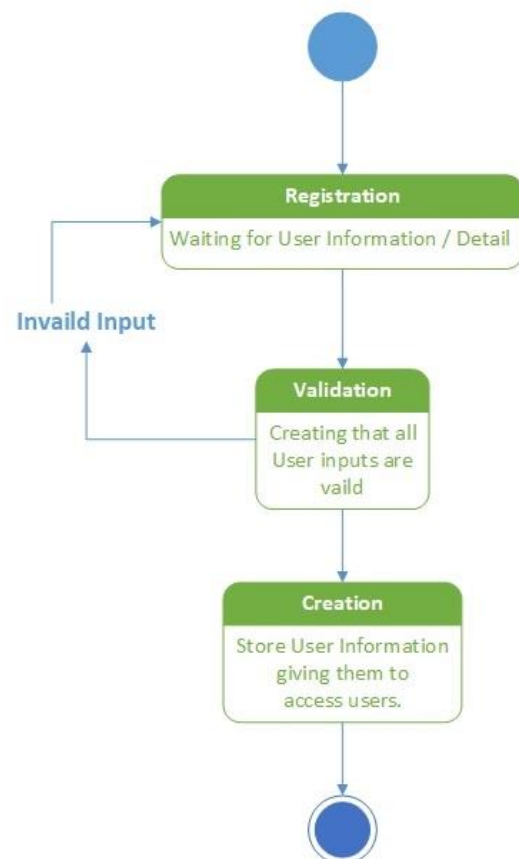 Registration
Waiting for User Information / Detail
Invaild Input
Validation
Creating that all
User inputs are
vaild
Creation
Store User Information
giving them to
access users.